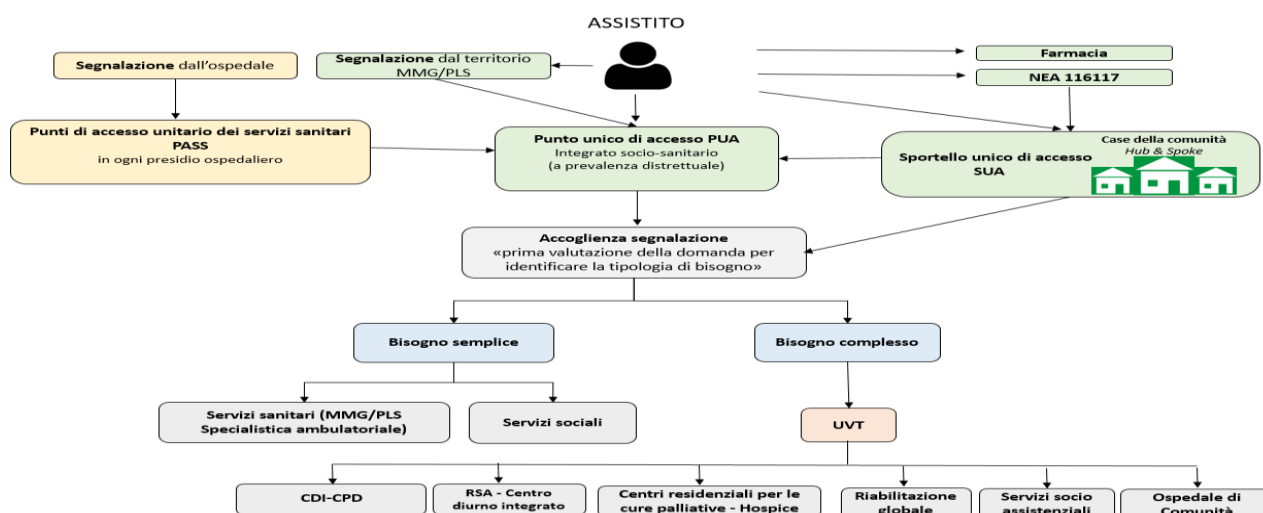 ASSISTITO
Segnalazione dall'ospedale
Segnalazione dal territorio
MMG/PLS
Farmacia
NEA 116117
Punti di accesso unitario dei servizi sanitari
PASS
in ogni presidio ospedaliero
Punto unico di accesso PUA
Integrato socio-sanitario
(a prevalenza distrettuale)
Case della comunità
Hub & Spoke
Sportello unico di accesso
SUA
Accoglienza segnalazione
«prima valutazione della domanda per
identificare la tipologia di bisogno»
Bisogno semplice
Bisogno complesso
Servizi sanitari (MMG/PLS
Specialistica ambulatoriale)
Servizi sociali
UVT
CDI-CPD
RSA - Centro
diurno integrato
Centri residenziali per le
cure palliative - Hospice
Riabilitazione
globale
Servizi socio
assistenziali
Ospedale di
Comunità